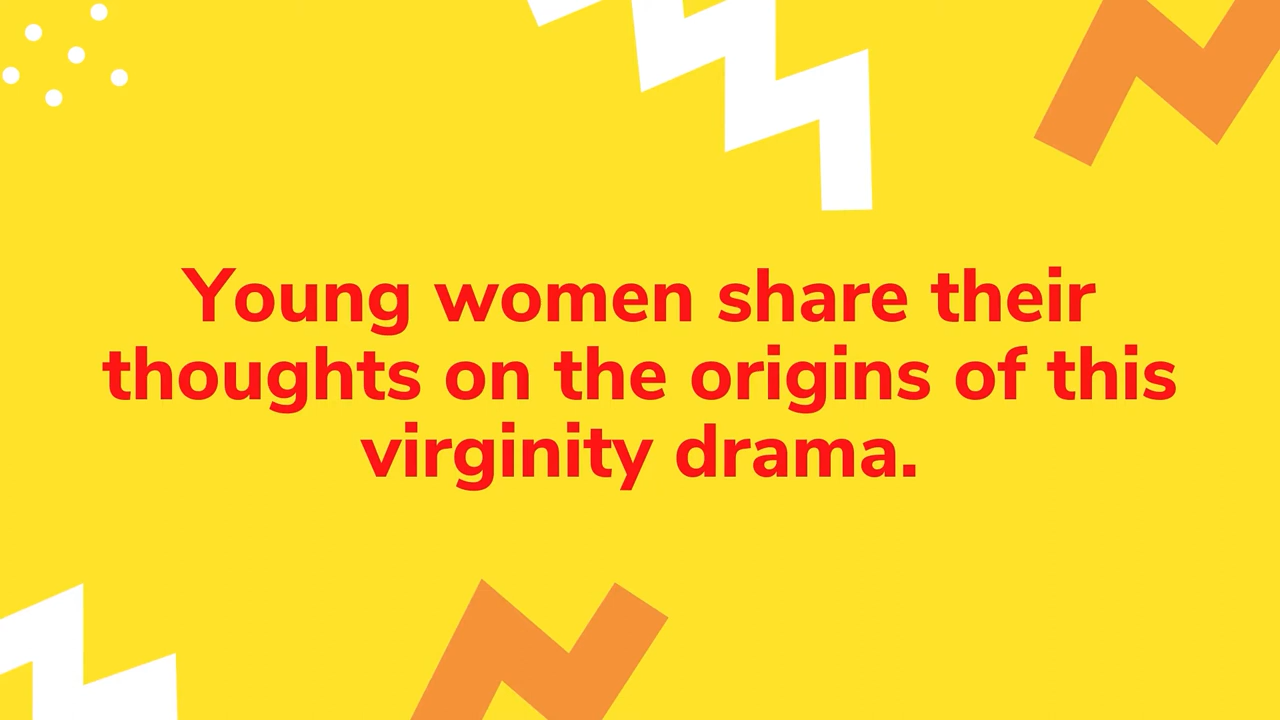 Young women share their
thoughts on the origins of this
virginity drama.